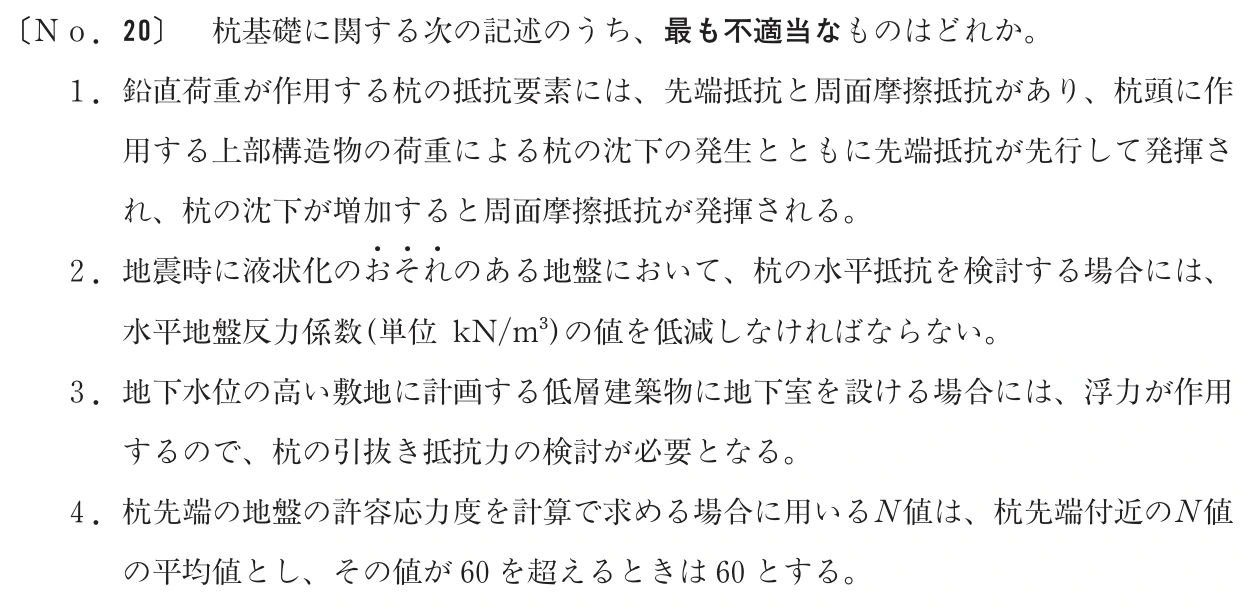 〔No. 20〕 杭基礎に関する次の記述のうち、最も不適当なものはどれか。
1. 鉛直荷重が作用する杭の抵抗要素には、先端抵抗と周面摩擦抵抗があり、杭頭に作
用する上部構造物の荷重による杭の沈下の発生とともに先端抵抗が先行して発揮さ
れ、杭の沈下が増加すると周面摩擦抵抗が発揮される。
2. 地震時に液状化のおそれのある地盤において、杭の水平抵抗を検討する場合には、
水平地盤反力係数(単位 kN/m³)の値を低減しなければならない。
3. 地下水位の高い敷地に計画する低層建築物に地下室を設ける場合には、浮力が作用
するので、杭の引抜き抵抗力の検討が必要となる。
4. 杭先端の地盤の許容応力度を計算で求める場合に用いるN値は、杭先端付近のN値
の平均値とし、その値が 60 を超えるときは 60 とする。